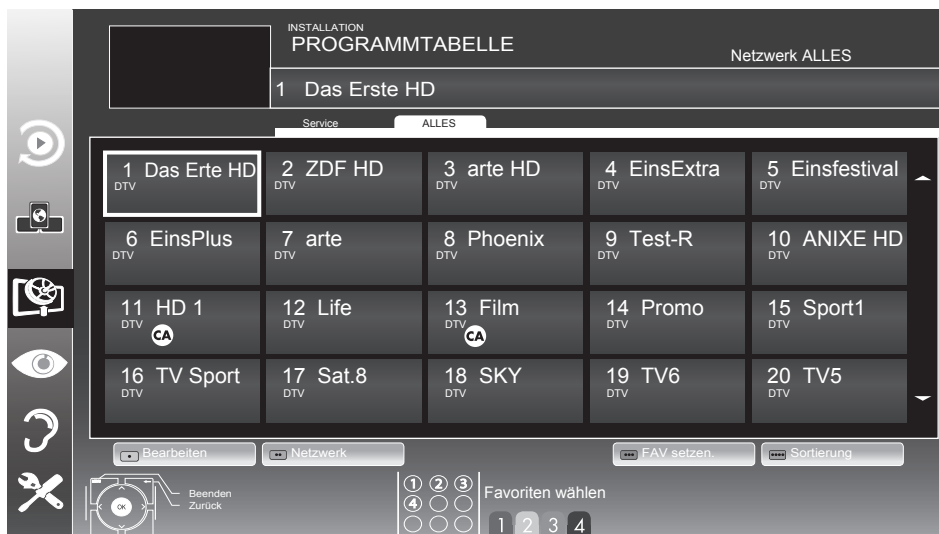 INSTALLATION
PROGRAMMTABELLE
Netzwerk ALLES
1 Das Erste HD
Service ALLES
1 Das Erte HD
DTV
2 ZDF HD
DTV
3 arte HD
DTV
4 EinsExtra
DTV
5 Einsfestival
DTV
6 EinsPlus
DTV
7 arte
DTV
8 Phoenix
DTV
9 Test-R
DTV
10 ANIXE HD
DTV
11 HD 1
DTV
CA
12 Life
DTV
13 Film
DTV
CA
14 Promo
DTV
15 Sport1
DTV
16 TV Sport
DTV
17 Sat.8
DTV
18 SKY
DTV
19 TV6
DTV
20 TV5
DTV
Bearbeiten
Netzwerk
FAV setzen.
Sortierung
OK
Beenden
Zurück
1 2 3
4
Favoriten wählen
1 2 3 4